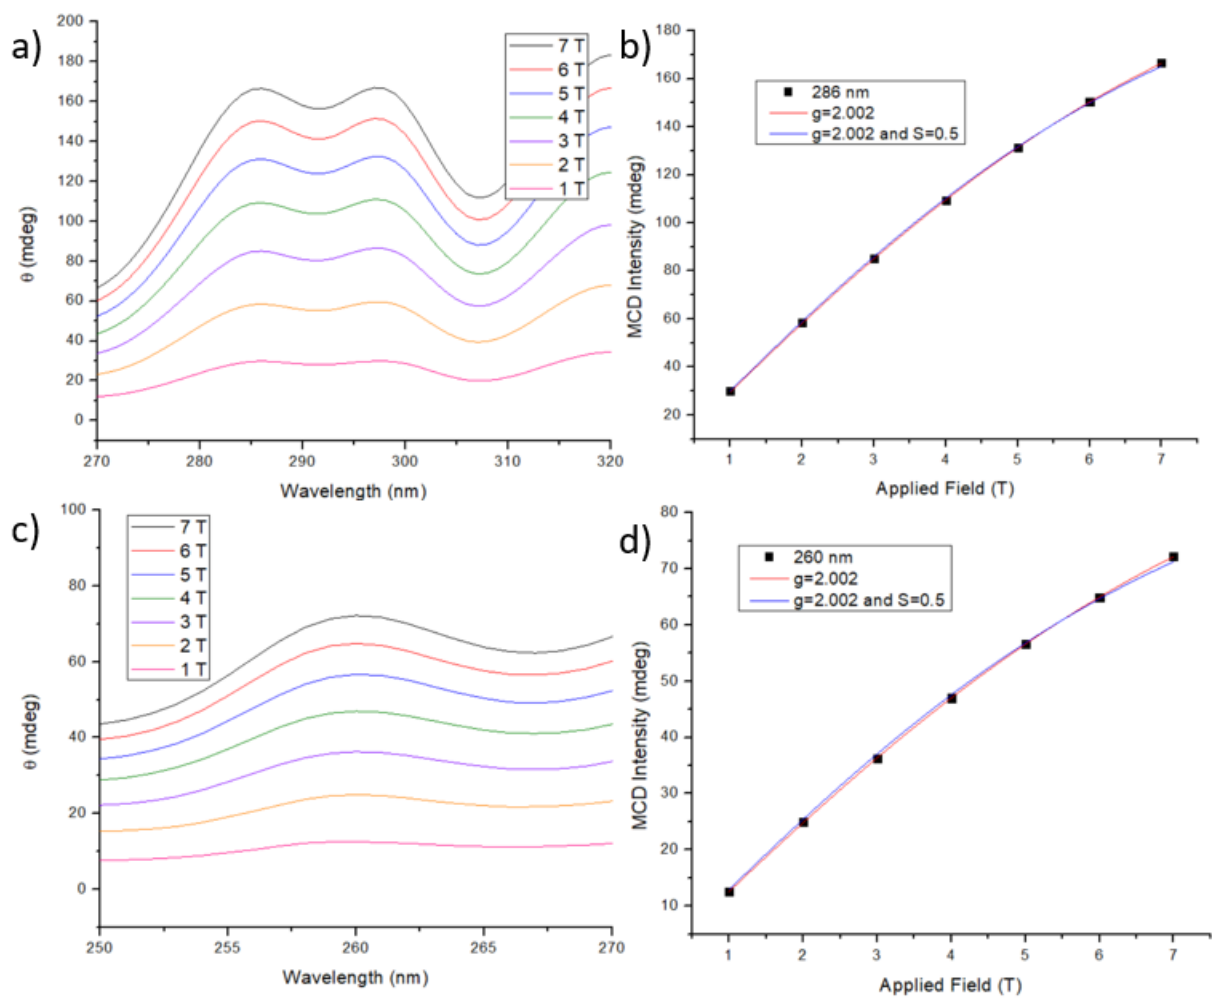 a)
200
180
160
140
120
100
80
60
40
20
0
θ (mdeg)
7 T
6 T
5 T
4 T
3 T
2 T
1 T
270 280 290 300 310 320
Wavelength (nm)
b)
180
160
140
120
100
80
60
40
20
MCD Intensity (mdeg)
286 nm
g=2.002
g=2.002 and S=0.5
1 2 3 4 5 6 7
Applied Field (T)
c)
100
80
60
40
20
0
θ (mdeg)
7 T
6 T
5 T
4 T
3 T
2 T
1 T
250 255 260 265 270
Wavelength (nm)
d)
80
70
60
50
40
30
20
10
MCD Intensity (mdeg)
260 nm
g=2.002
g=2.002 and S=0.5
1 2 3 4 5 6 7
Applied Field (T)